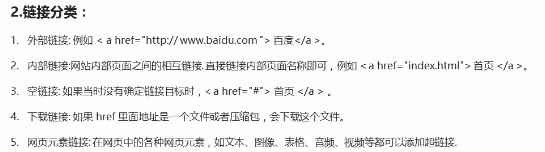 2.链接分类：
1. 外部链接: 例如 < a href="http:// www.baidu.com "> 百度</a >。
2. 内部链接:网站内部页面之间的相互链接. 直接链接内部页面名称即可，例如 < a href="index.html"> 首页 </a >。
3. 空链接: 如果当时没有确定链接目标时，< a href="#"> 首页 </a > 。
4. 下载链接: 如果 href 里面地址是一个文件或者压缩包，会下载这个文件。
5. 网页元素链接: 在网页中的各种网页元素，如文本、图像、表格、音频、视频等都可以添加超链接.